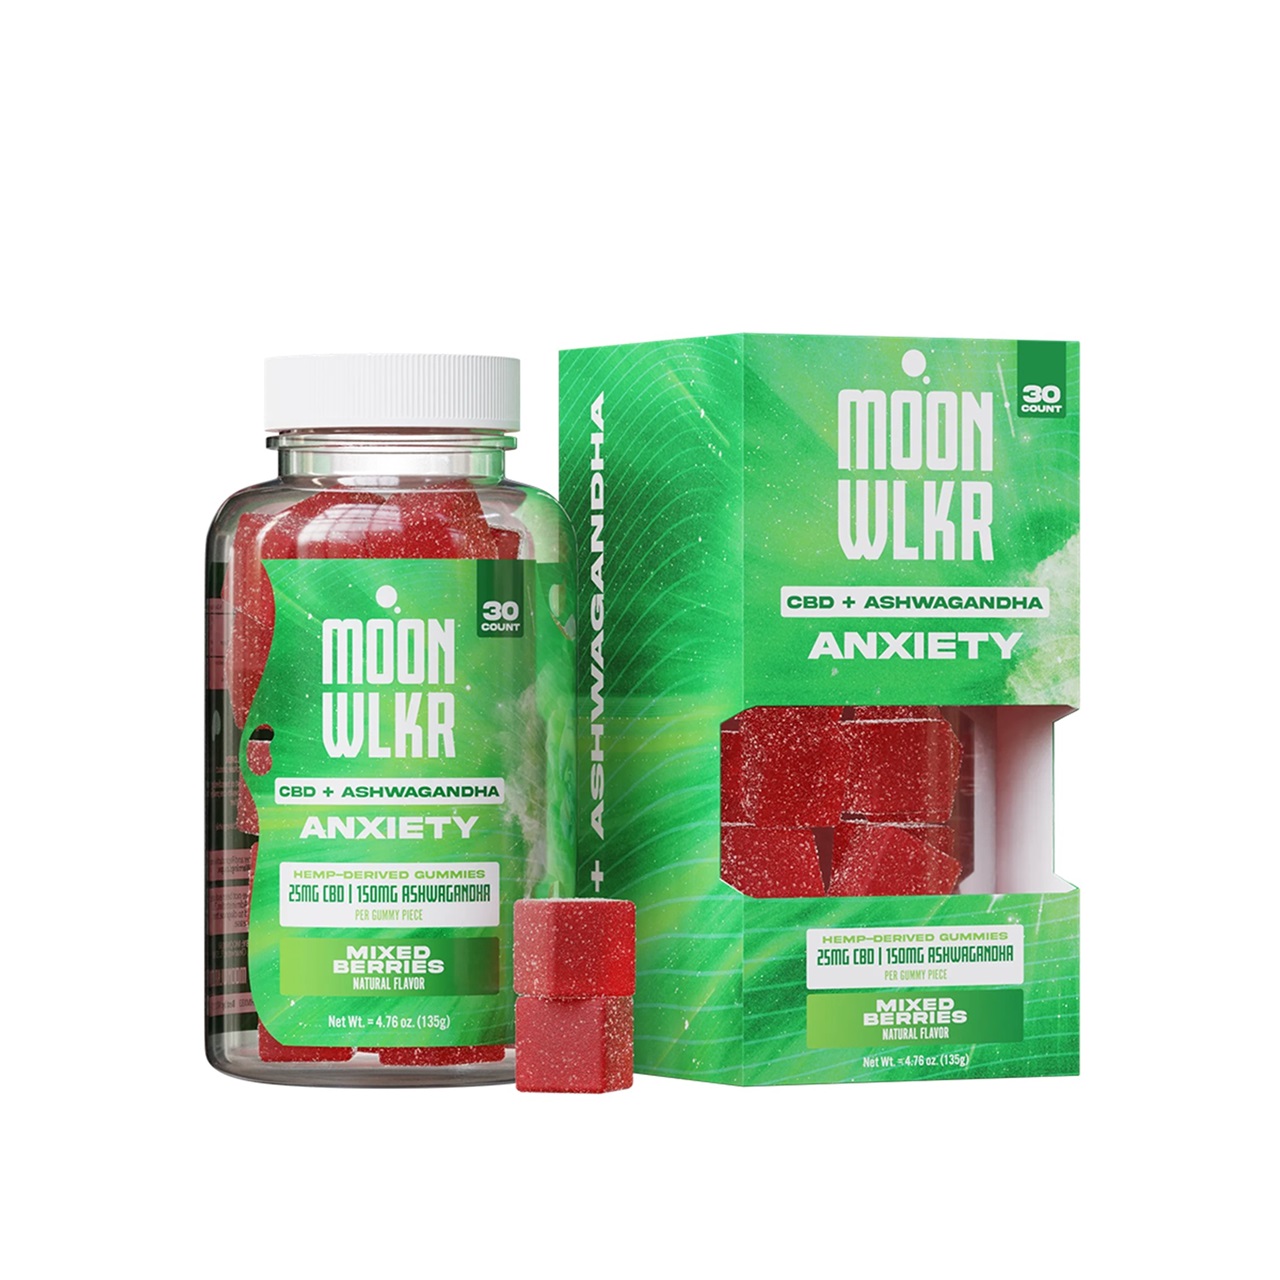 30
COUNT
MOON
WLKR
CBD + ASHWAGANDHA
ANXIETY
HEMP-DERIVED GUMMIES
25MG CBD | 150MG ASHWAGANDHA
PER GUMMY PIECE
MIXED
BERRIES
NATURAL FLAVOR
Net Wt. ≈ 4.76 oz. (135g)
+ ASHWAGANDHA
30
COUNT
MOON
WLKR
CBD + ASHWAGANDHA
ANXIETY
HEMP-DERIVED GUMMIES
25MG CBD | 150MG ASHWAGANDHA
PER GUMMY PIECE
MIXED
BERRIES
NATURAL FLAVOR
Net Wt. ≈ 4.76 oz. (135g)